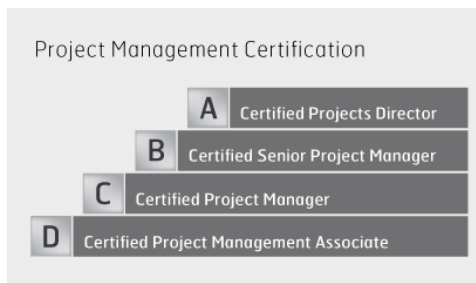 Project Management Certification
A Certified Projects Director
B Certified Senior Project Manager
C Certified Project Manager
D Certified Project Management Associate